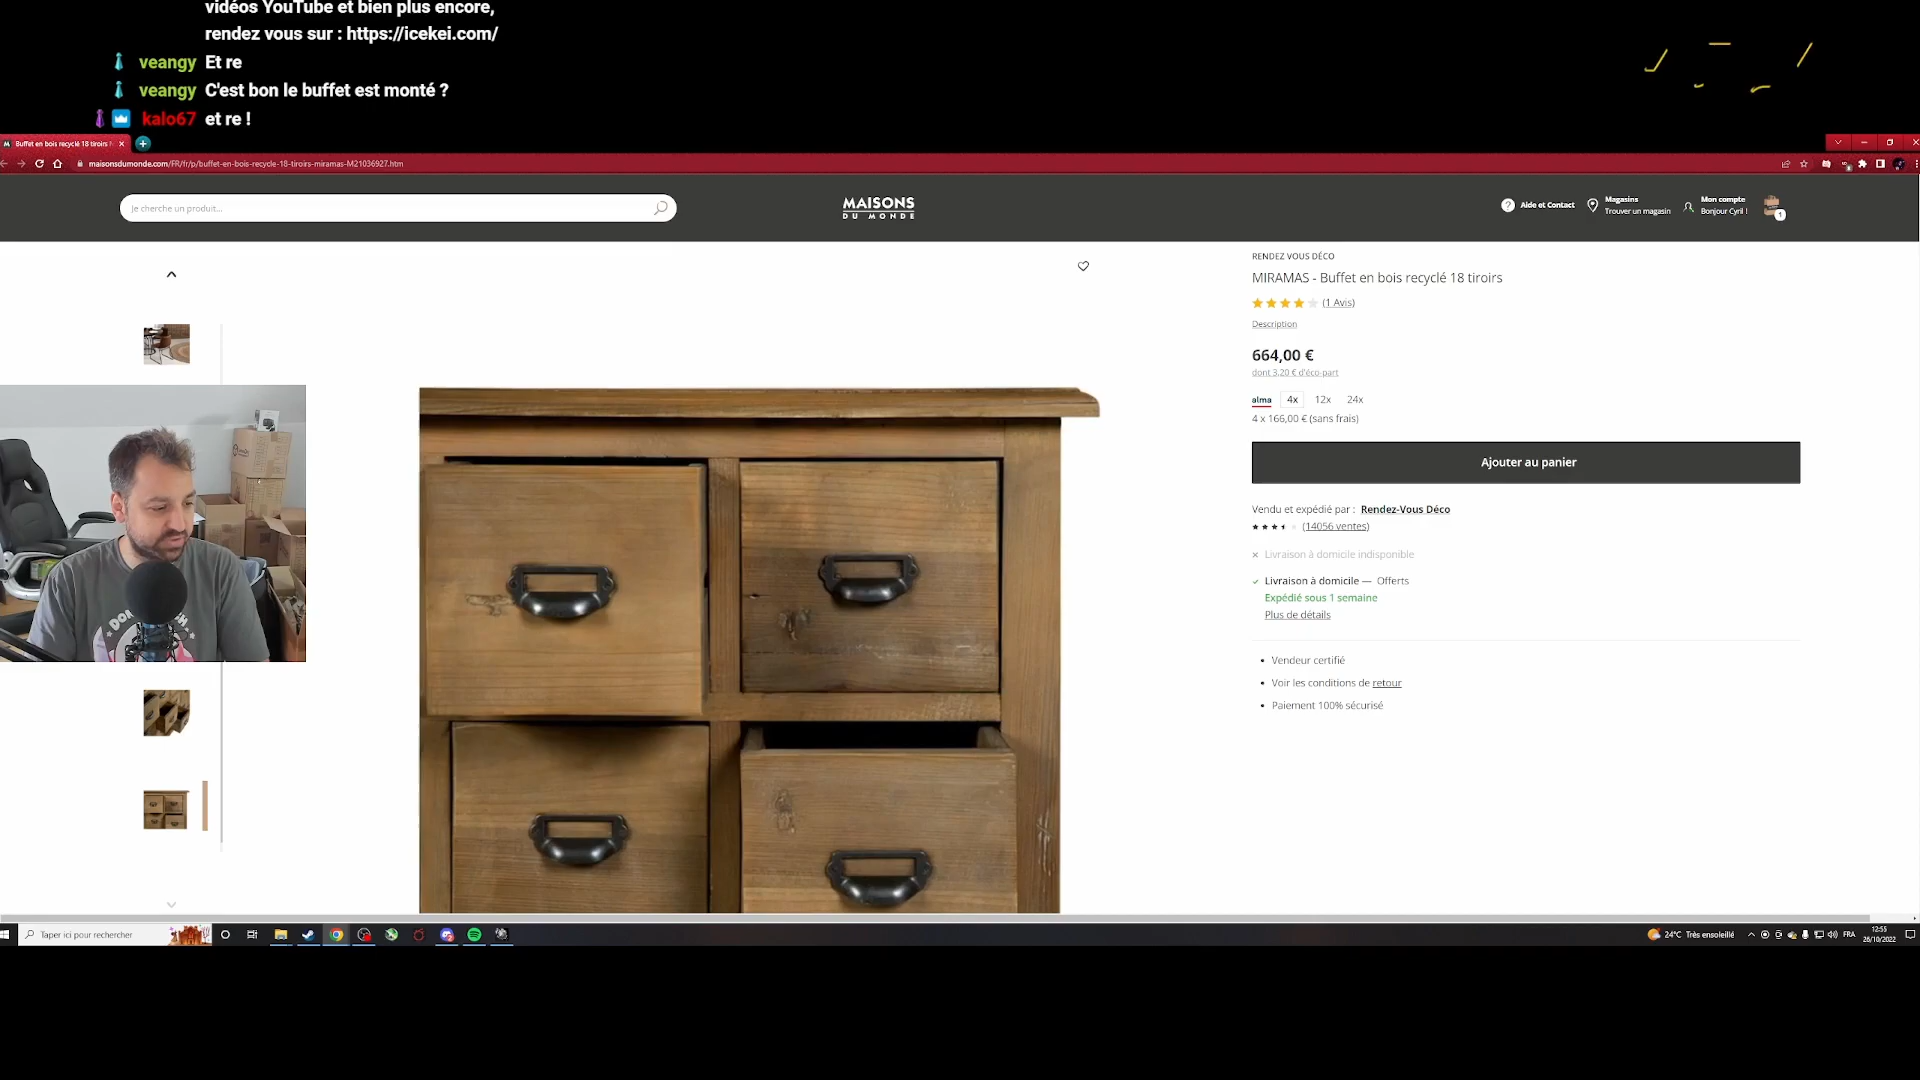 vidéos YouTube et bien plus encore,
rendez vous sur : https://icekei.com/
veangy Et re
veangy C'est bon le buffet est monté ?
kalo67 et re !
Buffet en bois recyclé 18 tiroirs
maisonsdumonde.com/FR/fr/p/buffet-en-bois-recycle-18-tiroirs-miramas-M21036927.htm
Je cherche un produit...
MAISONS
DU MONDE
Aide et Contact
Magasins
Trouver un magasin
Mon compte
Bonjour Cyril !
1
RENDEZ VOUS DÉCO
MIRAMAS - Buffet en bois recyclé 18 tiroirs
(1 Avis)
Description
664,00 €
dont 3,20 € d'éco-part
alma 4x 12x 24x
4 x 166,00 € (sans frais)
Ajouter au panier
Vendu et expédié par : Rendez-Vous Déco
(14056 ventes)
Livraison à domicile indisponible
Livraison à domicile — Offerts
Expédié sous 1 semaine
Plus de détails
Vendeur certifié
Voir les conditions de retour
Paiement 100% sécurisé
Taper ici pour rechercher
24°C Très ensoleillé
FRA
12:55
26/10/2022